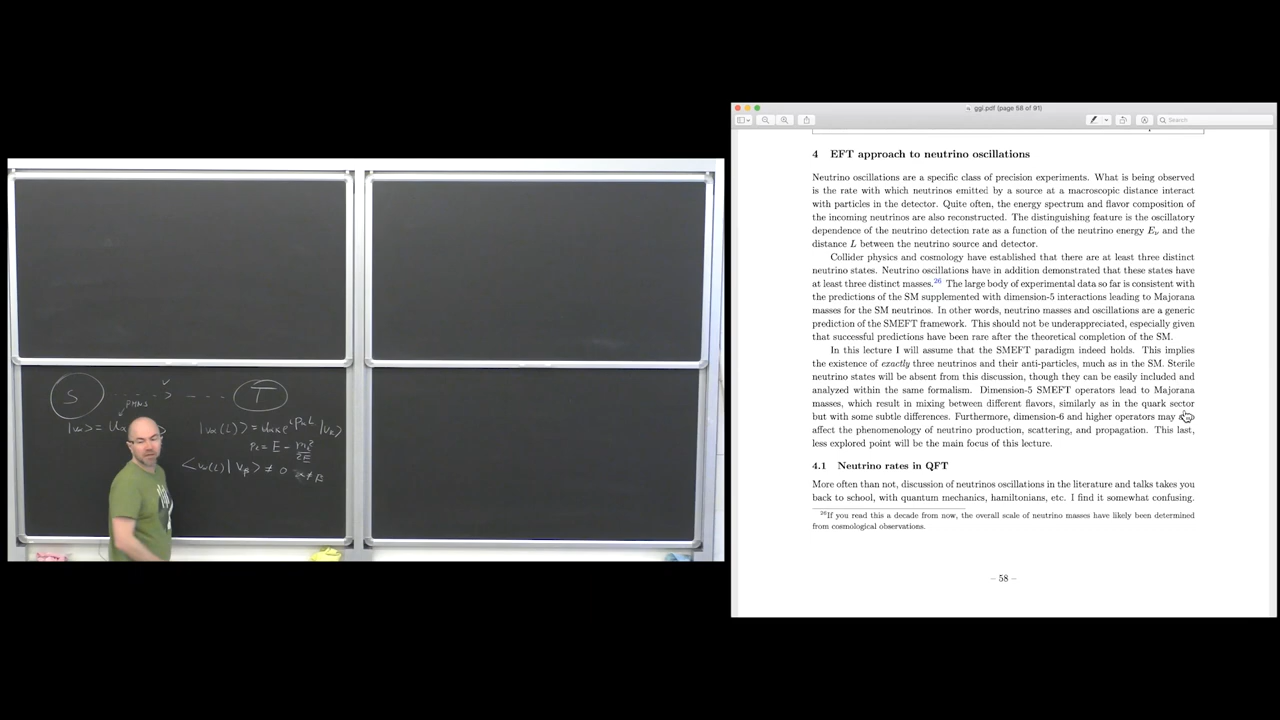 S
ν
T
PMNS
p_k = E -
2E
≠ 0
ggi.pdf (page 58 of 91)
Search
4 EFT approach to neutrino oscillations
Neutrino oscillations are a specific class of precision experiments. What is being observed
is the rate with which neutrinos emitted by a source at a macroscopic distance interact
with particles in the detector. Quite often, the energy spectrum and flavor composition of
the incoming neutrinos are also reconstructed. The distinguishing feature is the oscillatory
dependence of the neutrino detection rate as a function of the neutrino energy Eν and the
distance L between the neutrino source and detector.
Collider physics and cosmology have established that there are at least three distinct
neutrino states. Neutrino oscillations have in addition demonstrated that these states have
at least three distinct masses.26 The large body of experimental data so far is consistent with
the predictions of the SM supplemented with dimension-5 interactions leading to Majorana
masses for the SM neutrinos. In other words, neutrino masses and oscillations are a generic
prediction of the SMEFT framework. This should not be underappreciated, especially given
that successful predictions have been rare after the theoretical completion of the SM.
In this lecture I will assume that the SMEFT paradigm indeed holds. This implies
the existence of exactly three neutrinos and their anti-particles, much as in the SM. Sterile
neutrino states will be absent from this discussion, though they can be easily included and
analyzed within the same formalism. Dimension-5 SMEFT operators lead to Majorana
masses, which result in mixing between different flavors, similarly as in the quark sector
but with some subtle differences. Furthermore, dimension-6 and higher operators may
affect the phenomenology of neutrino production, scattering, and propagation. This last,
less explored point will be the main focus of this lecture.
4.1 Neutrino rates in QFT
More often than not, discussion of neutrinos oscillations in the literature and talks takes you
back to school, with quantum mechanics, hamiltonians, etc. I find it somewhat confusing.
26If you read this a decade from now, the overall scale of neutrino masses have likely been determined
from cosmological observations.
– 58 –